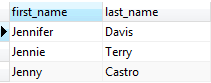 first_name last_name
Jennifer Davis
Jennie Terry
Jenny Castro